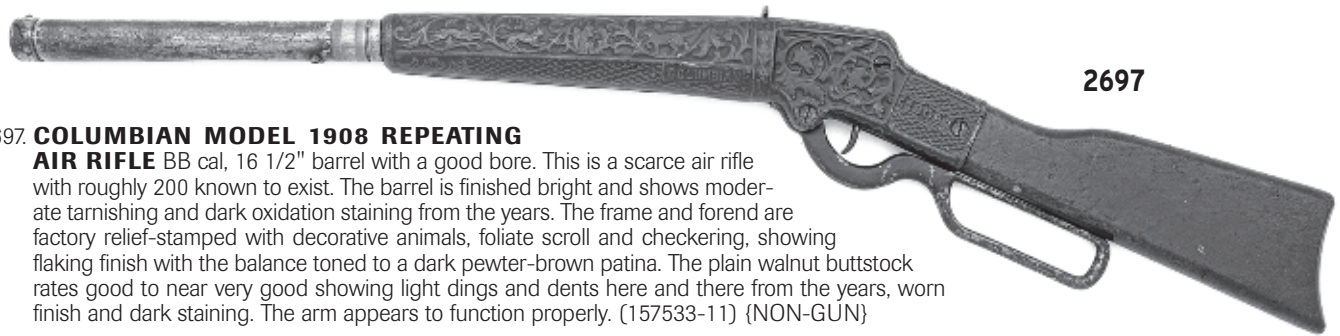 2697
697. COLUMBIAN MODEL 1908 REPEATING
AIR RIFLE BB cal, 16 1/2" barrel with a good bore. This is a scarce air rifle
with roughly 200 known to exist. The barrel is finished bright and shows moder-
ate tarnishing and dark oxidation staining from the years. The frame and forend are
factory relief-stamped with decorative animals, foliate scroll and checkering, showing
flaking finish with the balance toned to a dark pewter-brown patina. The plain walnut buttstock
rates good to near very good showing light dings and dents here and there from the years, worn
finish and dark staining. The arm appears to function properly. (157533-11) {NON-GUN}
COLUMBIAN